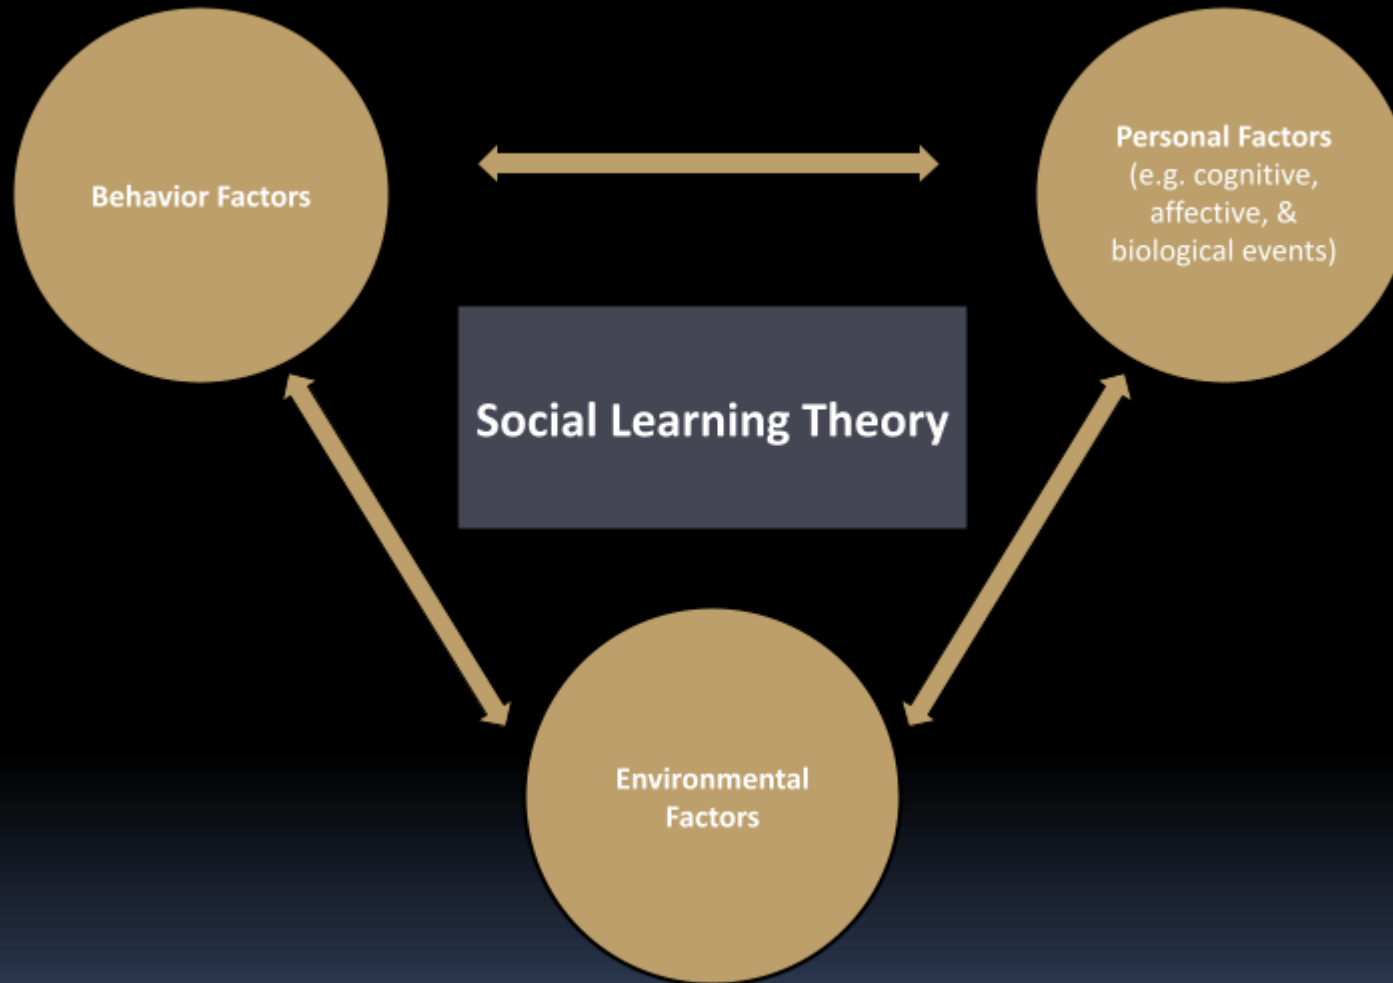 Behavior Factors
Personal Factors
(e.g. cognitive,
affective, &
biological events)
Social Learning Theory
Environmental
Factors